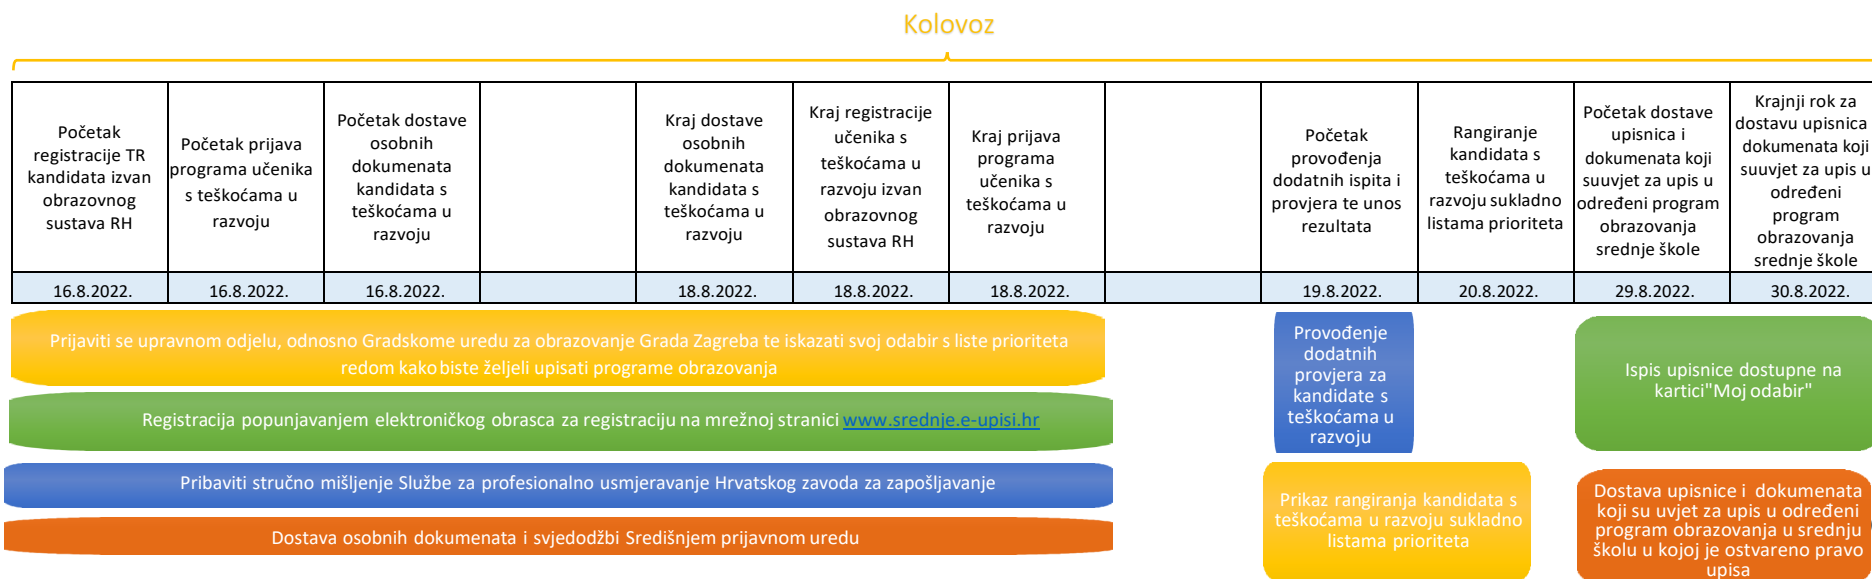 Kolovoz
Početak
registracije TR
kandidata izvan
obrazovnog
sustava RH
Početak prijava
programa učenika
s teškoćama u
razvoju
Početak dostave
osobnih
dokumenata
kandidata s
teškoćama u
razvoju
Kraj dostave
osobnih
dokumenata
kandidata s
teškoćama u
razvoju
Kraj registracije
učenika s
teškoćama u
razvoju izvan
obrazovnog
sustava RH
Kraj prijava
programa
učenika s
teškoćama u
razvoju
Početak
provođenja
dodatnih ispita i
provjera te unos
rezultata
Rangiranje
kandidata s
teškoćama u
razvoju sukladno
listama prioriteta
Početak dostave
upisnica i
dokumenata koji
suuvjet za upis u
određeni program
obrazovanja
srednje škole
Krajnji rok za
dostavu upisnica i
dokumenata koji
suuvjet za upis u
određeni
program
obrazovanja
srednje škole
16.8.2022.
16.8.2022.
16.8.2022.
18.8.2022.
18.8.2022.
18.8.2022.
19.8.2022.
20.8.2022.
29.8.2022.
30.8.2022.
Prijaviti se upravnom odjelu, odnosno Gradskome uredu za obrazovanje Grada Zagreba te iskazati svoj odabir s liste prioriteta
redom kako biste željeli upisati programe obrazovanja
Registracija popunjavanjem elektroničkog obrasca za registraciju na mrežnoj stranici www.srednje.e-upisi.hr
Pribaviti stručno mišljenje Službe za profesionalno usmjeravanje Hrvatskog zavoda za zapošljavanje
Dostava osobnih dokumenata i svjedodžbi Središnjem prijavnom uredu
Provođenje
dodatnih
provjera za
kandidate s
teškoćama u
razvoju
Prikaz rangiranja kandidata s
teškoćama u razvoju sukladno
listama prioriteta
Ispis upisnice dostupne na
kartici"Moj odabir"
Dostava upisnice i dokumenata
koji su uvjet za upis u određeni
program obrazovanja u srednju
školu u kojoj je ostvareno pravo
upisa